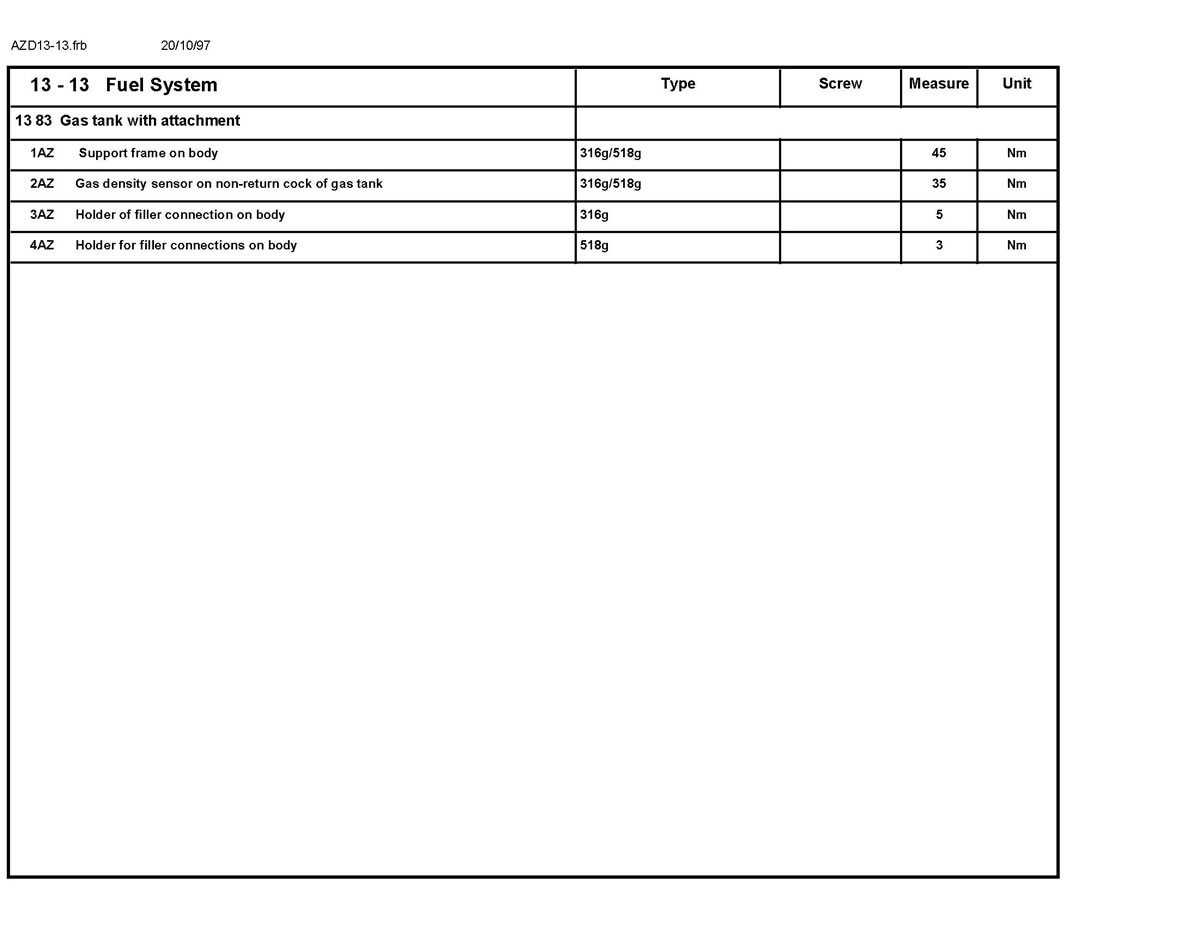 AZD13-13.frb 20/10/97
13 - 13 Fuel System Type Screw Measure Unit
13 83 Gas tank with attachment
1AZ Support frame on body 316g/518g 45 Nm
2AZ Gas density sensor on non-return cock of gas tank 316g/518g 35 Nm
3AZ Holder of filler connection on body 316g 5 Nm
4AZ Holder for filler connections on body 518g 3 Nm